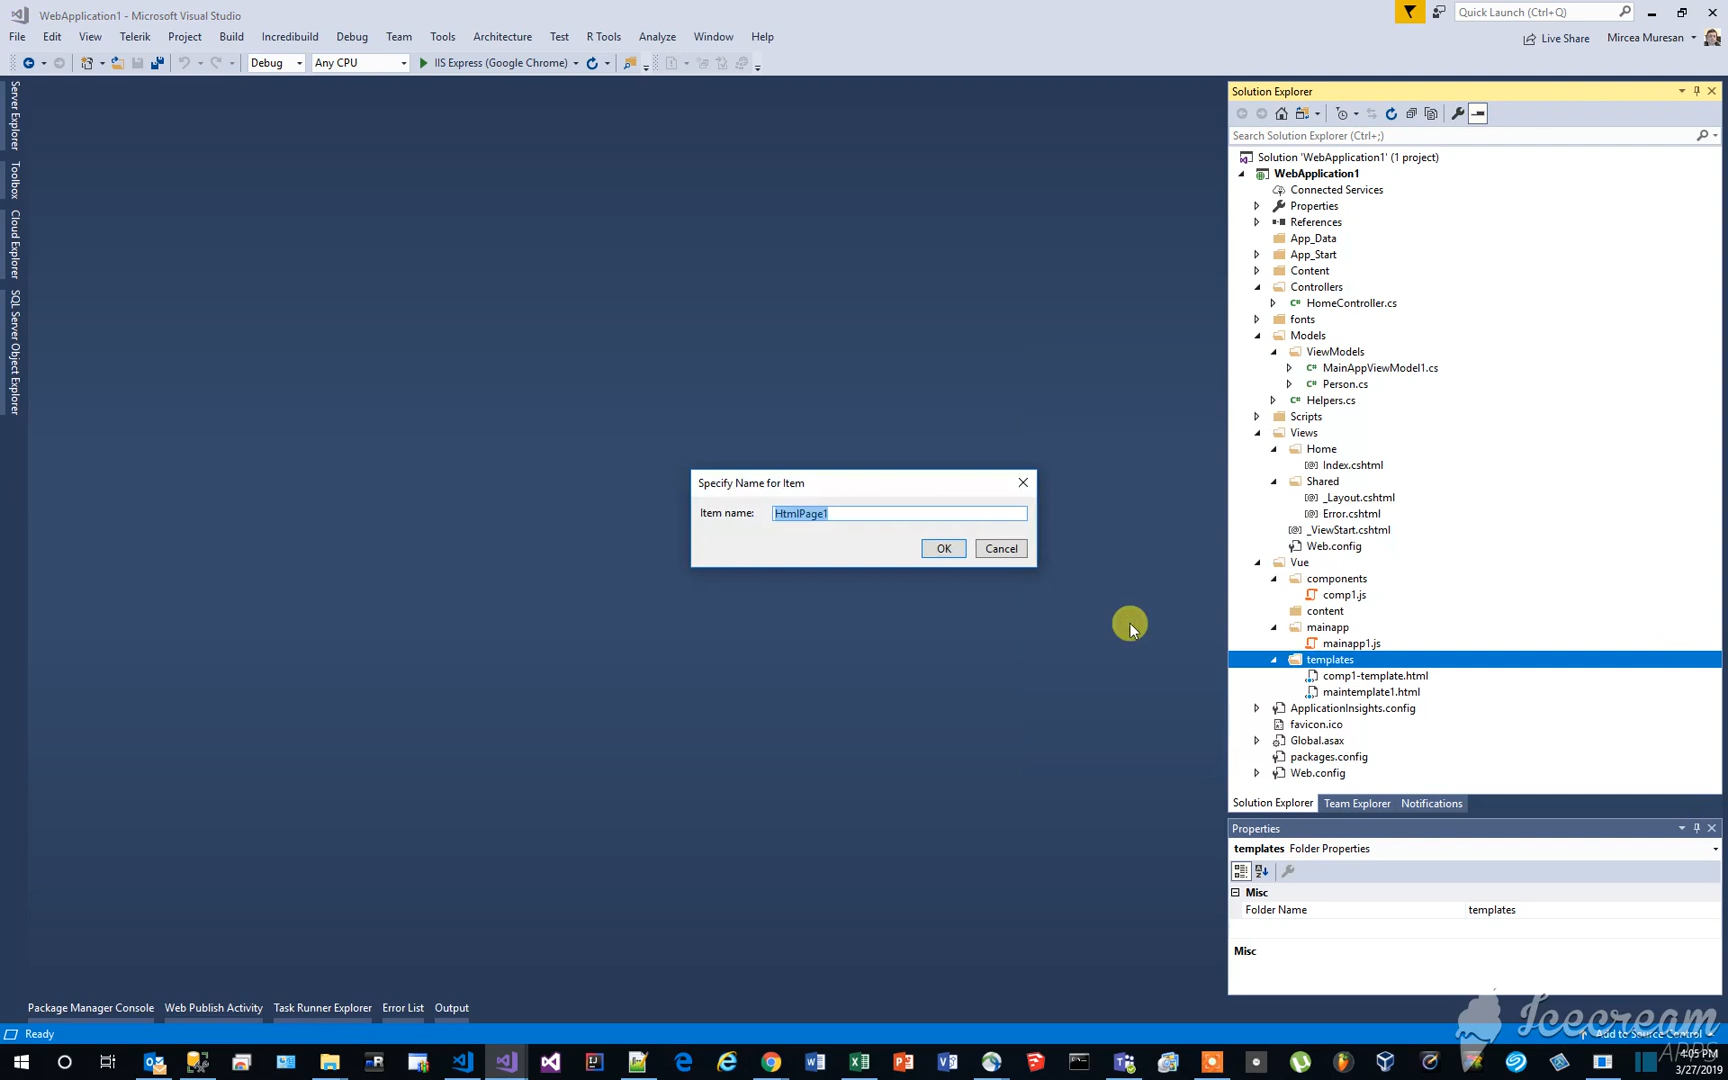 WebApplication1 - Microsoft Visual Studio
Quick Launch (Ctrl+Q)
File Edit View Telerik Project Build Incredibuild Debug Team Tools Architecture Test R Tools Analyze Window Help
Live Share Mircea Muresan
Debug Any CPU IIS Express (Google Chrome)
Server Explorer
Toolbox
Cloud Explorer
SQL Server Object Explorer
Solution Explorer
Search Solution Explorer (Ctrl+;)
Solution 'WebApplication1' (1 project)
WebApplication1
Connected Services
Properties
References
App_Data
App_Start
Content
Controllers
C# HomeController.cs
fonts
Models
ViewModels
C# MainAppViewModel1.cs
C# Person.cs
C# Helpers.cs
Scripts
Views
Home
[@] Index.cshtml
Shared
[@] _Layout.cshtml
[@] Error.cshtml
[@] _ViewStart.cshtml
Web.config
Vue
components
comp1.js
content
mainapp
mainapp1.js
templates
comp1-template.html
maintemplate1.html
ApplicationInsights.config
favicon.ico
Global.asax
packages.config
Web.config
Specify Name for Item
Item name: HtmlPage1
OK Cancel
Solution Explorer Team Explorer Notifications
Properties
templates Folder Properties
Misc
Folder Name templates
Misc
Package Manager Console Web Publish Activity Task Runner Explorer Error List Output
Ready
Add to Source Control
Icecream
APPS
4:05 PM
3/27/2019